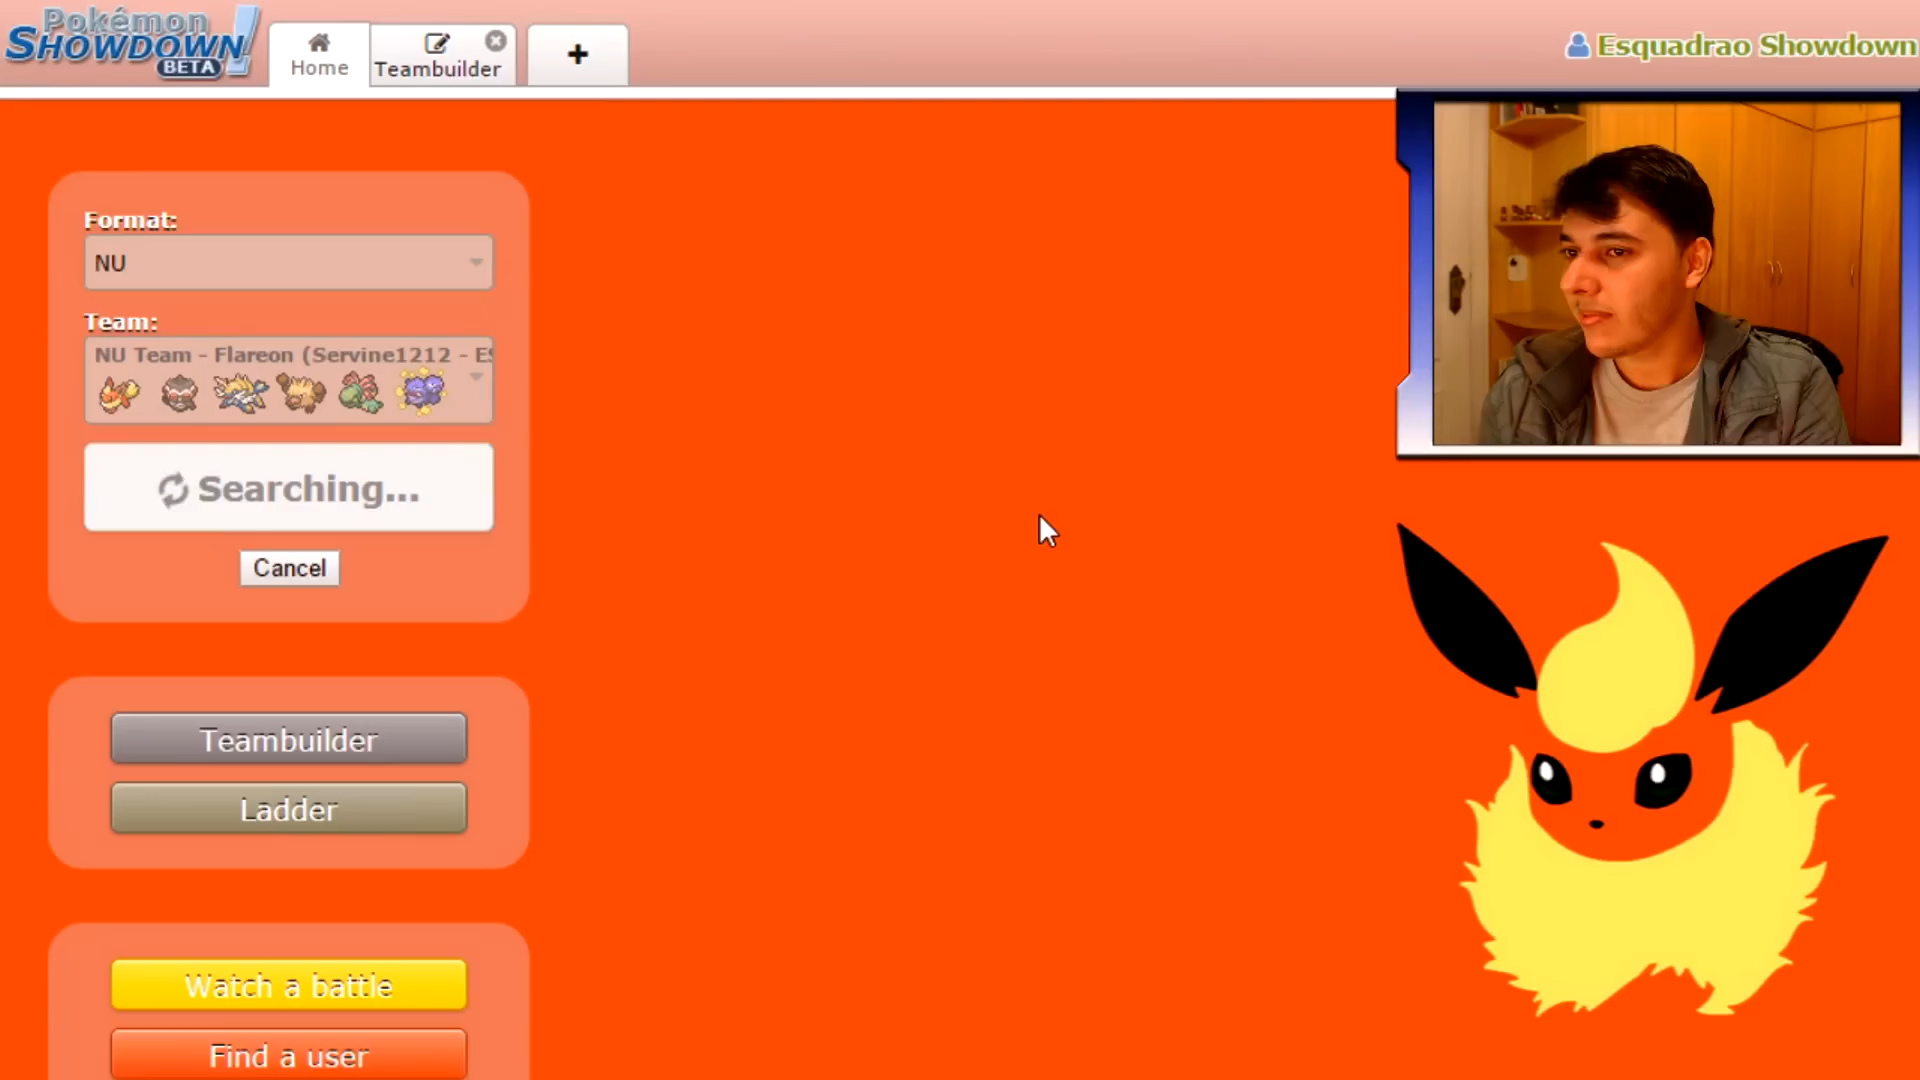 Pokémon
SHOWDOWN!
BETA
Home
Teambuilder
+
Esquadrao Showdown
Format:
NU
Team:
NU Team - Flareon (Servine1212 - ES
Searching...
Cancel
Teambuilder
Ladder
Watch a battle
Find a user